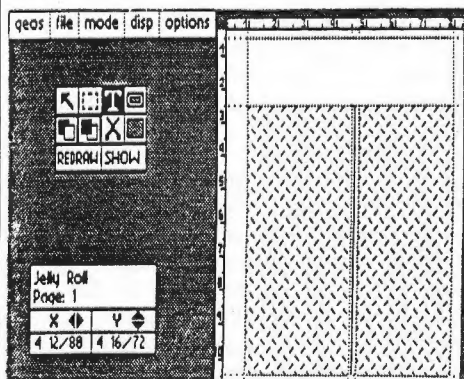 geos file mode disp options
T
X
REDRAW SHOW
Jelly Roll
Page: 1
X Y
4 12/88 4 16/72